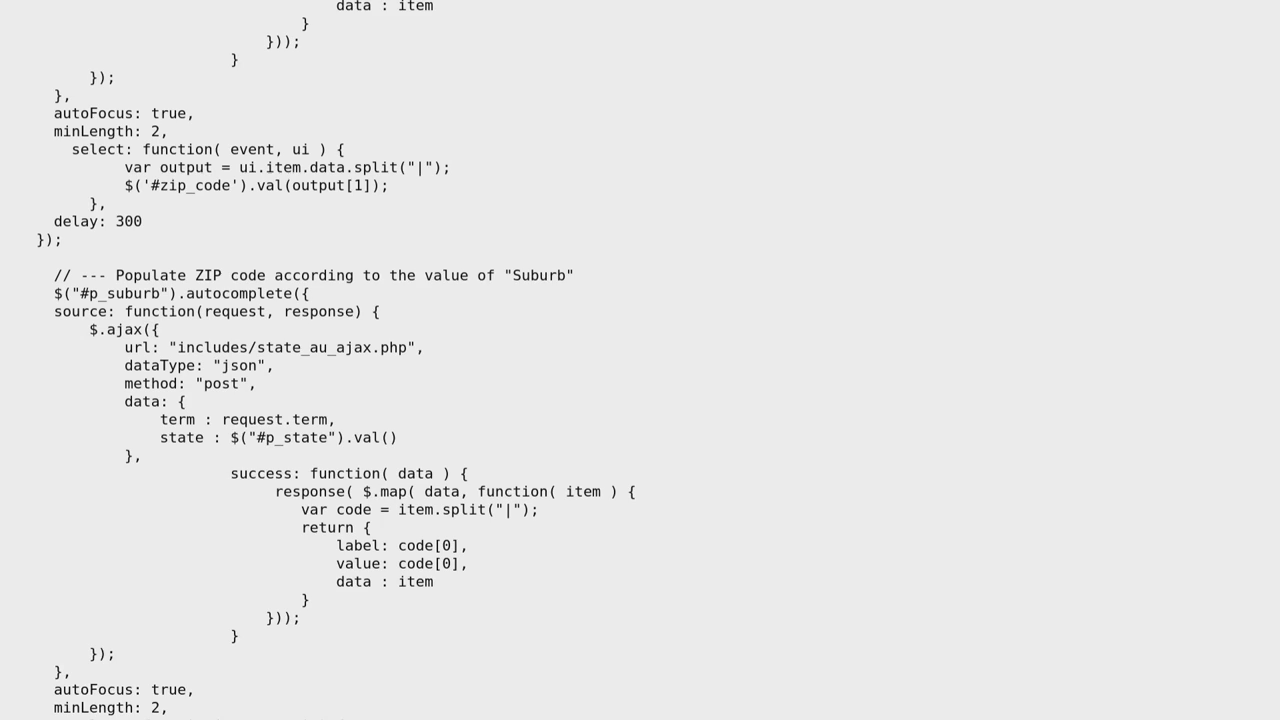 data : item
}
}));
}
});
},
autoFocus: true,
minLength: 2,
select: function( event, ui ) {
var output = ui.item.data.split("|");
$('#zip_code').val(output[1]);
},
delay: 300
});
// --- Populate ZIP code according to the value of "Suburb"
$("#p_suburb").autocomplete({
source: function(request, response) {
$.ajax({
url: "includes/state_au_ajax.php",
dataType: "json",
method: "post",
data: {
term : request.term,
state : $("#p_state").val()
},
success: function( data ) {
response( $.map( data, function( item ) {
var code = item.split("|");
return {
label: code[0],
value: code[0],
data : item
}
}));
}
});
},
autoFocus: true,
minLength: 2,